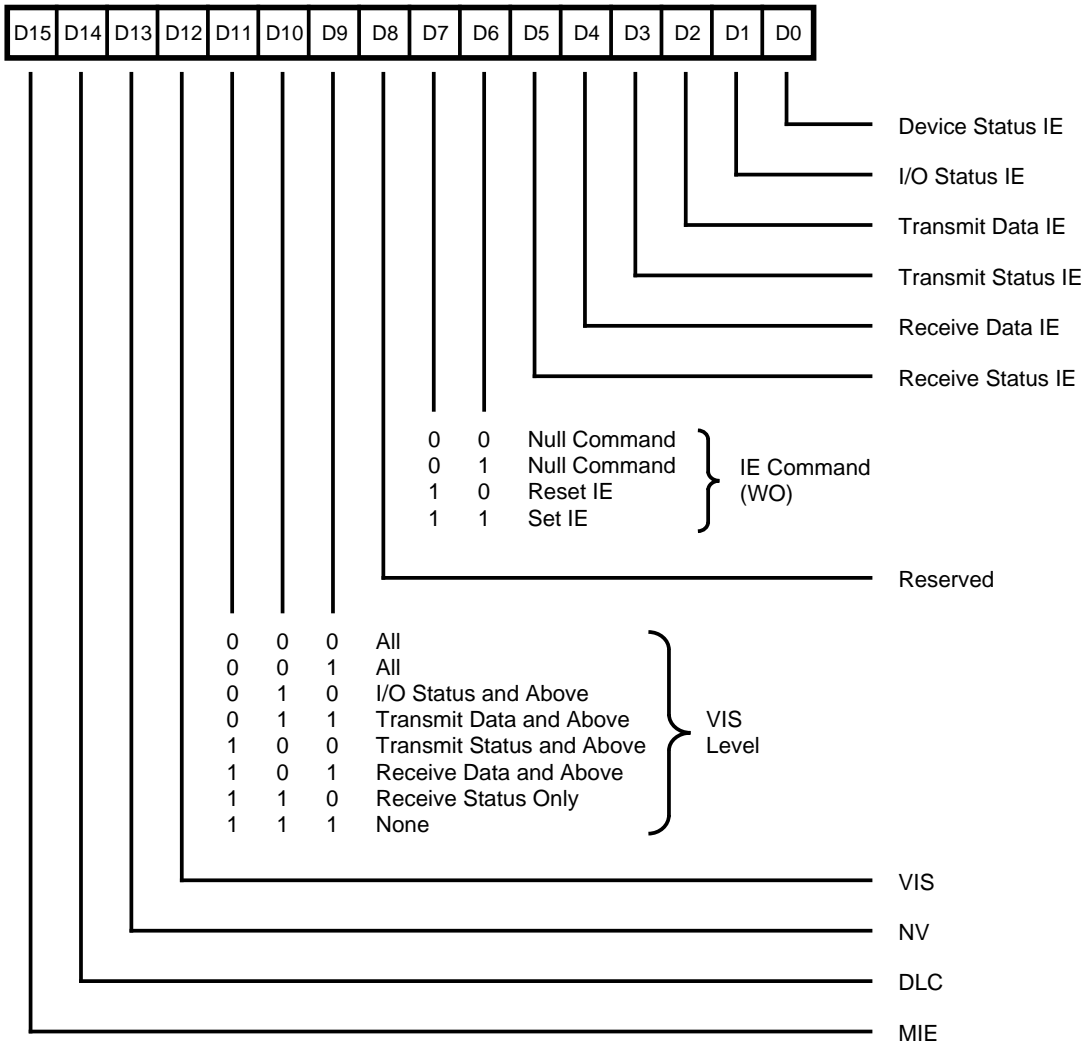 D15 D14 D13 D12 D11 D10 D9 D8 D7 D6 D5 D4 D3 D2 D1 D0
Device Status IE
I/O Status IE
Transmit Data IE
Transmit Status IE
Receive Data IE
Receive Status IE
0 0 Null Command
0 1 Null Command
1 0 Reset IE
1 1 Set IE
IE Command
(WO)
Reserved
0 0 0 All
0 0 1 All
0 1 0 I/O Status and Above
0 1 1 Transmit Data and Above
1 0 0 Transmit Status and Above
1 0 1 Receive Data and Above
1 1 0 Receive Status Only
1 1 1 None
VIS
Level
VIS
NV
DLC
MIE